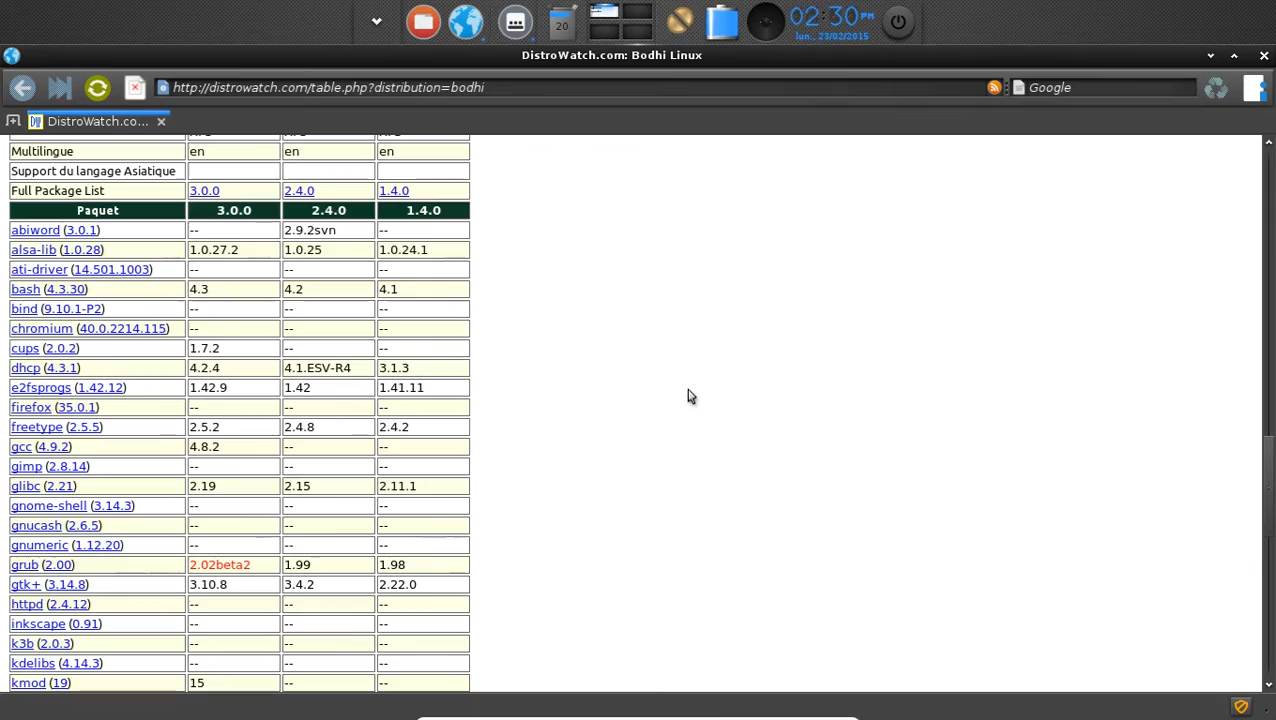 20
02:30 PM
lun., 23/02/2015
DistroWatch.com: Bodhi Linux
http://distrowatch.com/table.php?distribution=bodhi
Google
DistroWatch.co...
Multilingue en en en
Support du langage Asiatique
Full Package List 3.0.0 2.4.0 1.4.0
Paquet 3.0.0 2.4.0 1.4.0
abiword (3.0.1) -- 2.9.2svn --
alsa-lib (1.0.28) 1.0.27.2 1.0.25 1.0.24.1
ati-driver (14.501.1003) -- -- --
bash (4.3.30) 4.3 4.2 4.1
bind (9.10.1-P2) -- -- --
chromium (40.0.2214.115) -- -- --
cups (2.0.2) 1.7.2 -- --
dhcp (4.3.1) 4.2.4 4.1.ESV-R4 3.1.3
e2fsprogs (1.42.12) 1.42.9 1.42 1.41.11
firefox (35.0.1) -- -- --
freetype (2.5.5) 2.5.2 2.4.8 2.4.2
gcc (4.9.2) 4.8.2 -- --
gimp (2.8.14) -- -- --
glibc (2.21) 2.19 2.15 2.11.1
gnome-shell (3.14.3) -- -- --
gnucash (2.6.5) -- -- --
gnumeric (1.12.20) -- -- --
grub (2.00) 2.02beta2 1.99 1.98
gtk+ (3.14.8) 3.10.8 3.4.2 2.22.0
httpd (2.4.12) -- -- --
inkscape (0.91) -- -- --
k3b (2.0.3) -- -- --
kdelibs (4.14.3) -- -- --
kmod (19) 15 -- --